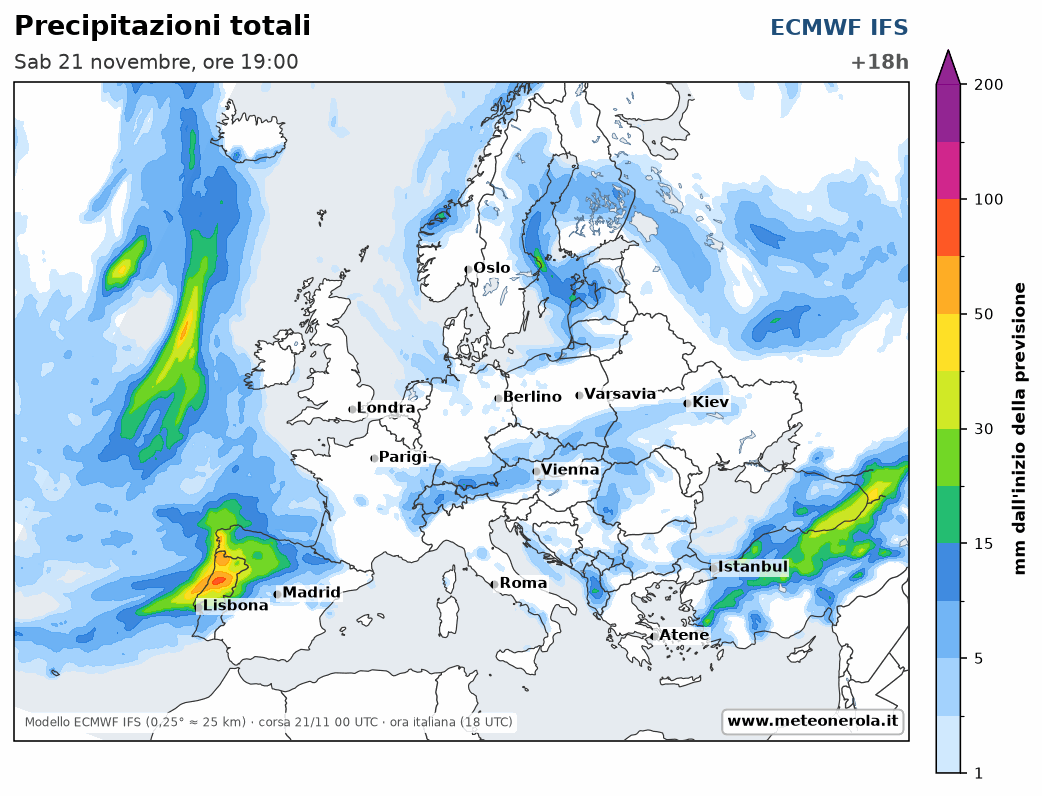 Precipitazioni totali
ECMWF IFS
Sab 21 novembre, ore 19:00
+18h
200
100
50
30
15
5
1
mm dall'inizio della previsione
Oslo
Londra
Berlino
Varsavia
Kiev
Parigi
Vienna
Istanbul
Roma
Madrid
Lisbona
Atene
Modello ECMWF IFS (0,25° ≈ 25 km) · corsa 21/11 00 UTC · ora italiana (18 UTC)
www.meteonerola.it